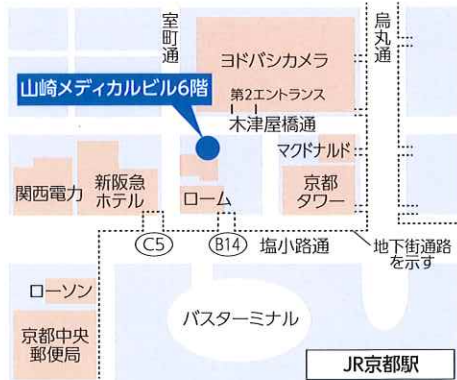 室町通
烏丸通
ヨドバシカメラ
山崎メディカルビル6階
第2エントランス
木津屋橋通
マクドナルド
関西電力
新阪急
ホテル
ローム
京都
タワー
C5
B14
塩小路通
地下街通路
を示す
ローソン
バスターミナル
京都中央
郵便局
JR京都駅